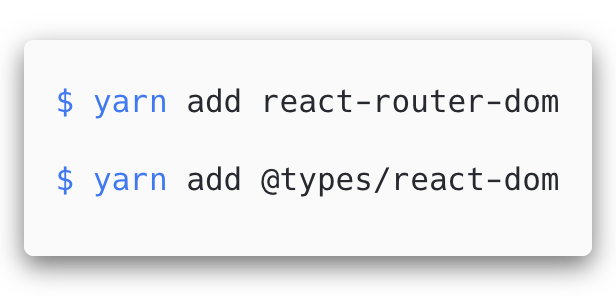 $ yarn add react-router-dom
$ yarn add @types/react-dom